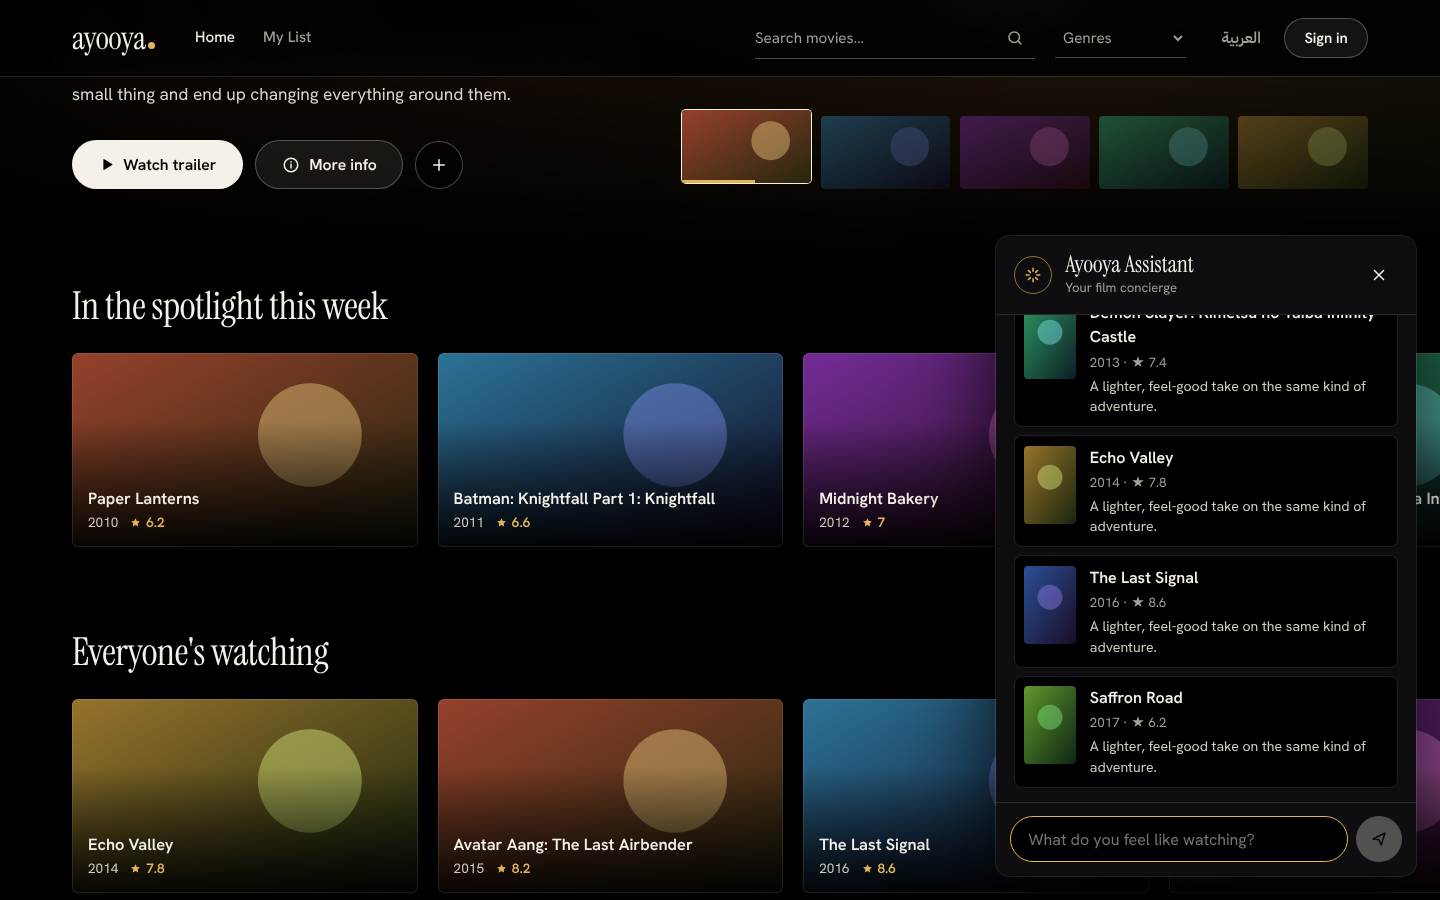 ayooya.
Home
My List
Search movies...
Genres
العربية
Sign in
small thing and end up changing everything around them.
Watch trailer
More info
In the spotlight this week
Paper Lanterns
2010 ★ 6.2
Batman: Knightfall Part 1: Knightfall
2011 ★ 6.6
Midnight Bakery
2012 ★ 7
Everyone's watching
Echo Valley
2014 ★ 7.8
Avatar Aang: The Last Airbender
2015 ★ 8.2
The Last Signal
2016 ★ 8.6
Ayooya Assistant
Your film concierge
Demon Slayer: Kimetsu no Yaiba Infinity
Castle
2013 · ★ 7.4
A lighter, feel-good take on the same kind of
adventure.
Echo Valley
2014 · ★ 7.8
A lighter, feel-good take on the same kind of
adventure.
The Last Signal
2016 · ★ 8.6
A lighter, feel-good take on the same kind of
adventure.
Saffron Road
2017 · ★ 6.2
A lighter, feel-good take on the same kind of
adventure.
What do you feel like watching?